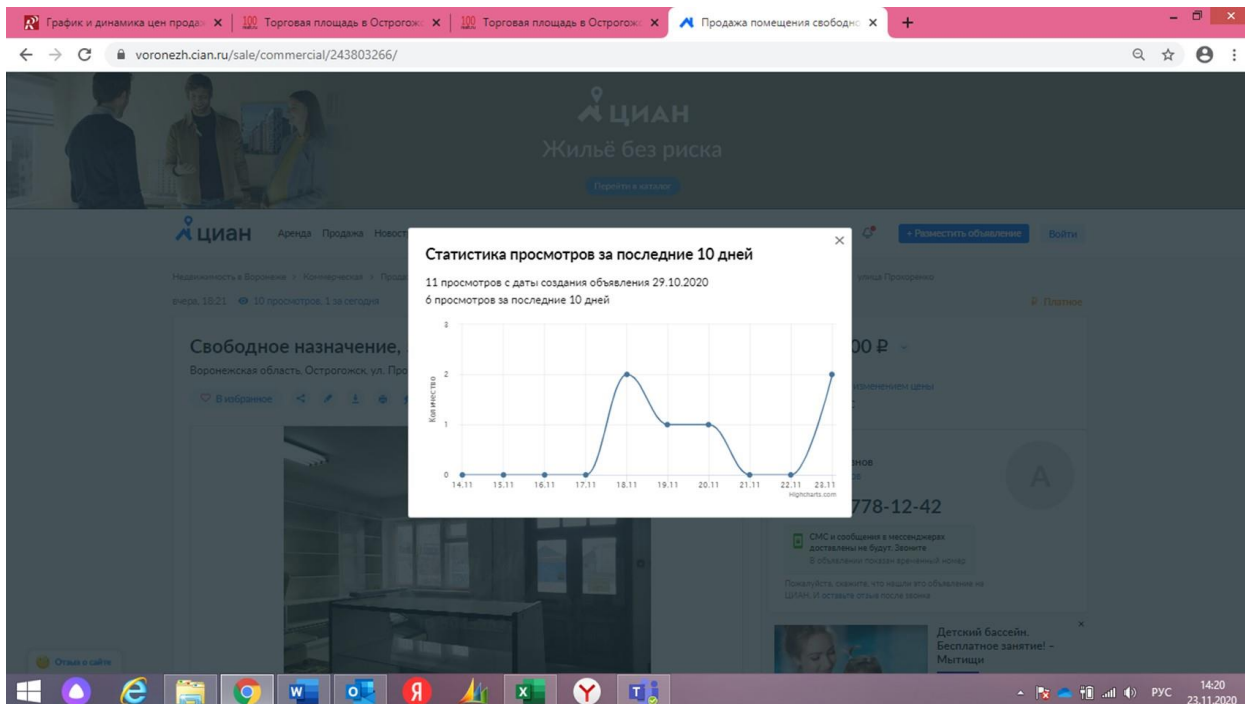 График и динамика цен прода
Торговая площадь в Острогож
Торговая площадь в Острогож
Продажа помещения свободно
voronezh.cian.ru/sale/commercial/243803266/
циан
Жильё без риска
Перейти в каталог
циан
Аренда Продажа Новост
+ Разместить объявление
Войти
Недвижимость в Воронеже Коммерческая Прода
улица Прохоренко
вчера, 18:21 10 просмотров, 1 за сегодня
Платное
Свободное назначение,
00 ₽
Воронежская область, Острогожск, ул. Про
изменением цены
В избранное
Статистика просмотров за последние 10 дней
11 просмотров с даты создания объявления 29.10.2020
6 просмотров за последние 10 дней
Количество
3
2
1
0
14.11 15.11 16.11 17.11 18.11 19.11 20.11 21.11 22.11 23.11
Highcharts.com
нов
А
778-12-42
СМС и сообщения в мессенджерах
доставлены не будут. Звоните
В объявлении показан временный номер
Пожалуйста, скажите, что нашли это объявление на
ЦИАН. И оставьте отзыв после звонка
Детский бассейн.
Бесплатное занятие! –
Мытищи
Отзыв о сайте
РУС
14:20
23.11.2020